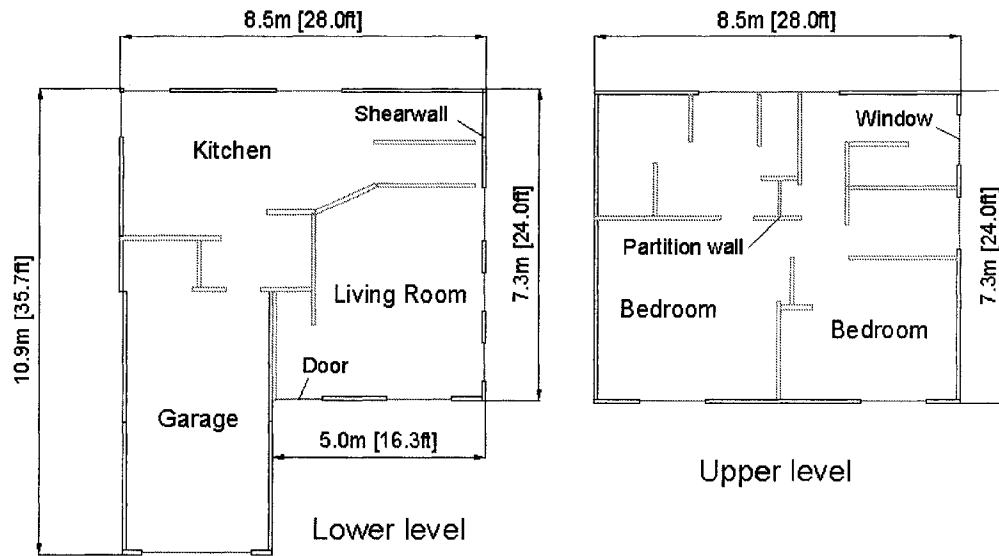 8.5m [28.0ft]
8.5m [28.0ft]
Shearwall
Window
Kitchen
10.9m [35.7ft]
7.3m [24.0ft]
7.3m [24.0ft]
Partition wall
Living Room
Bedroom
Bedroom
Door
Garage
5.0m [16.3ft]
Upper level
Lower level